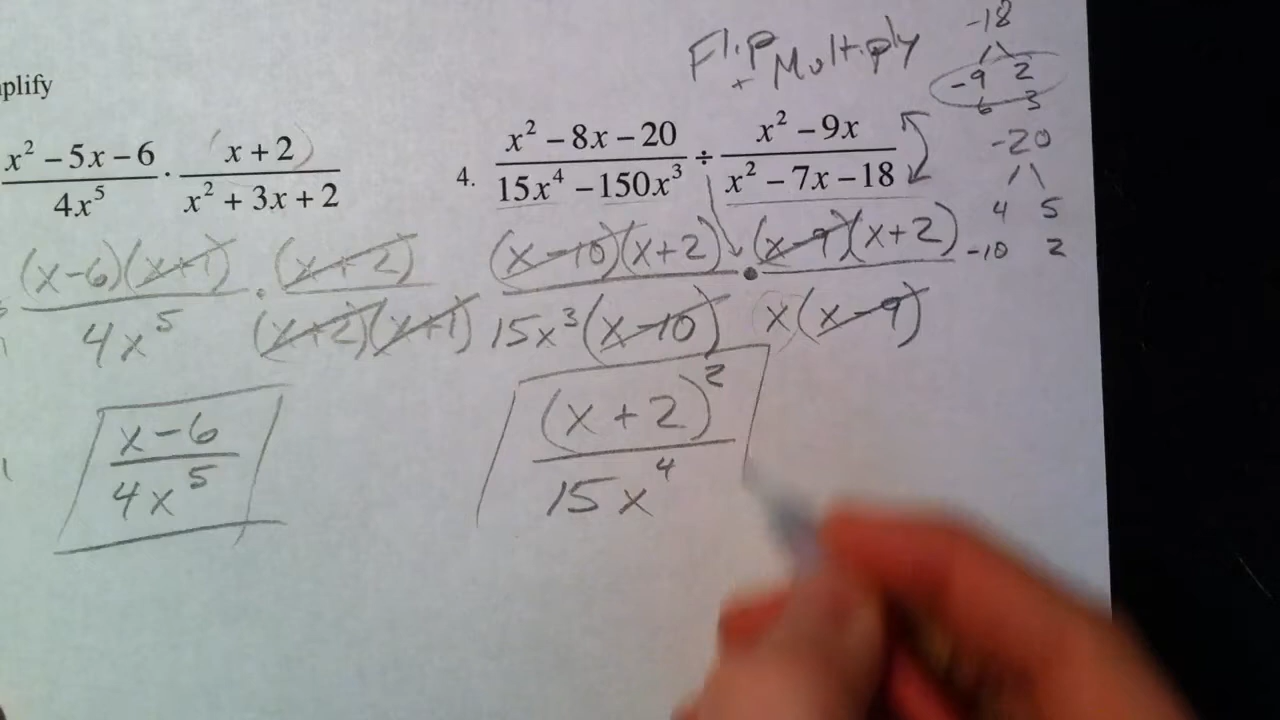 plify
Flip + Multiply
-18
-9 2
6 3
-20
4 5
-10 2
x² − 5x − 6 / 4x⁵ · (x + 2) / x² + 3x + 2
(x-6)(x+1) / 4x⁵ · (x+2) / (x+2)(x+1)
x-6 / 4x⁵
4. x² − 8x − 20 / 15x⁴ − 150x³ ÷ x² − 9x / x² − 7x − 18
(x-10)(x+2) / 15x³(x-10) · (x-9)(x+2) / x(x-9)
(x+2)² / 15x⁴